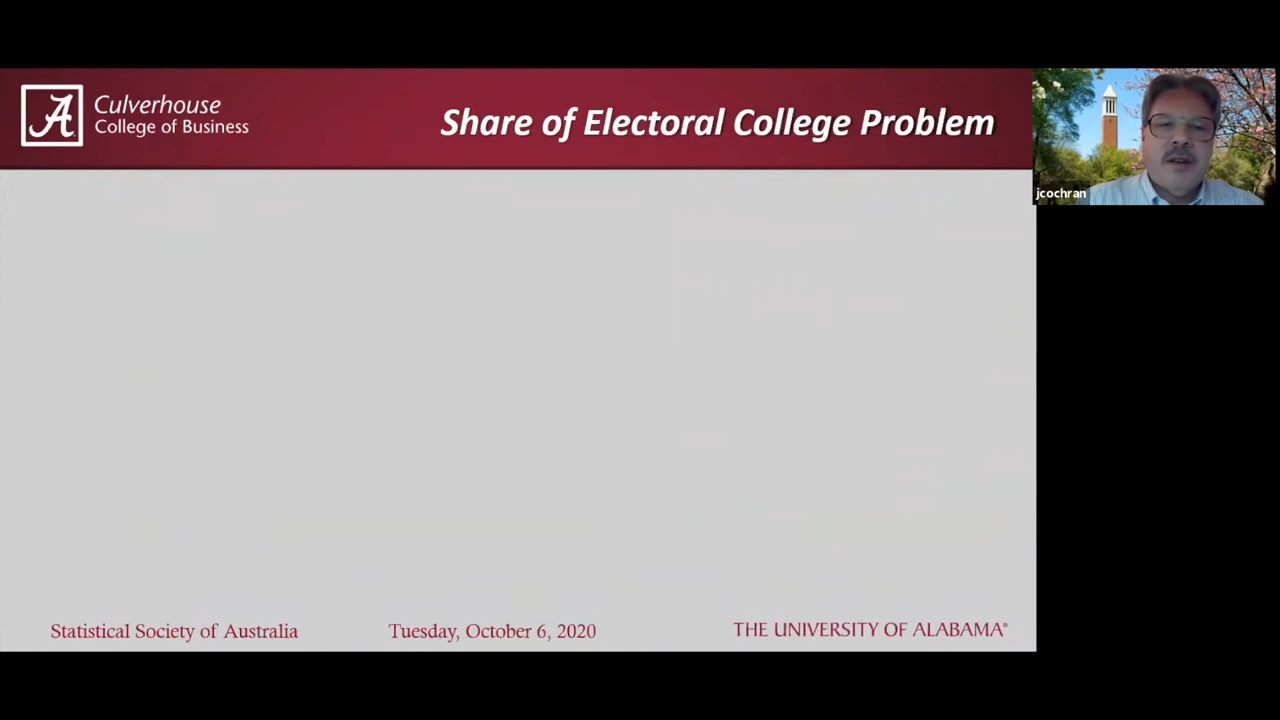 Culverhouse
College of Business
Share of Electoral College Problem
jcochran
Statistical Society of Australia
Tuesday, October 6, 2020
THE UNIVERSITY OF ALABAMA®